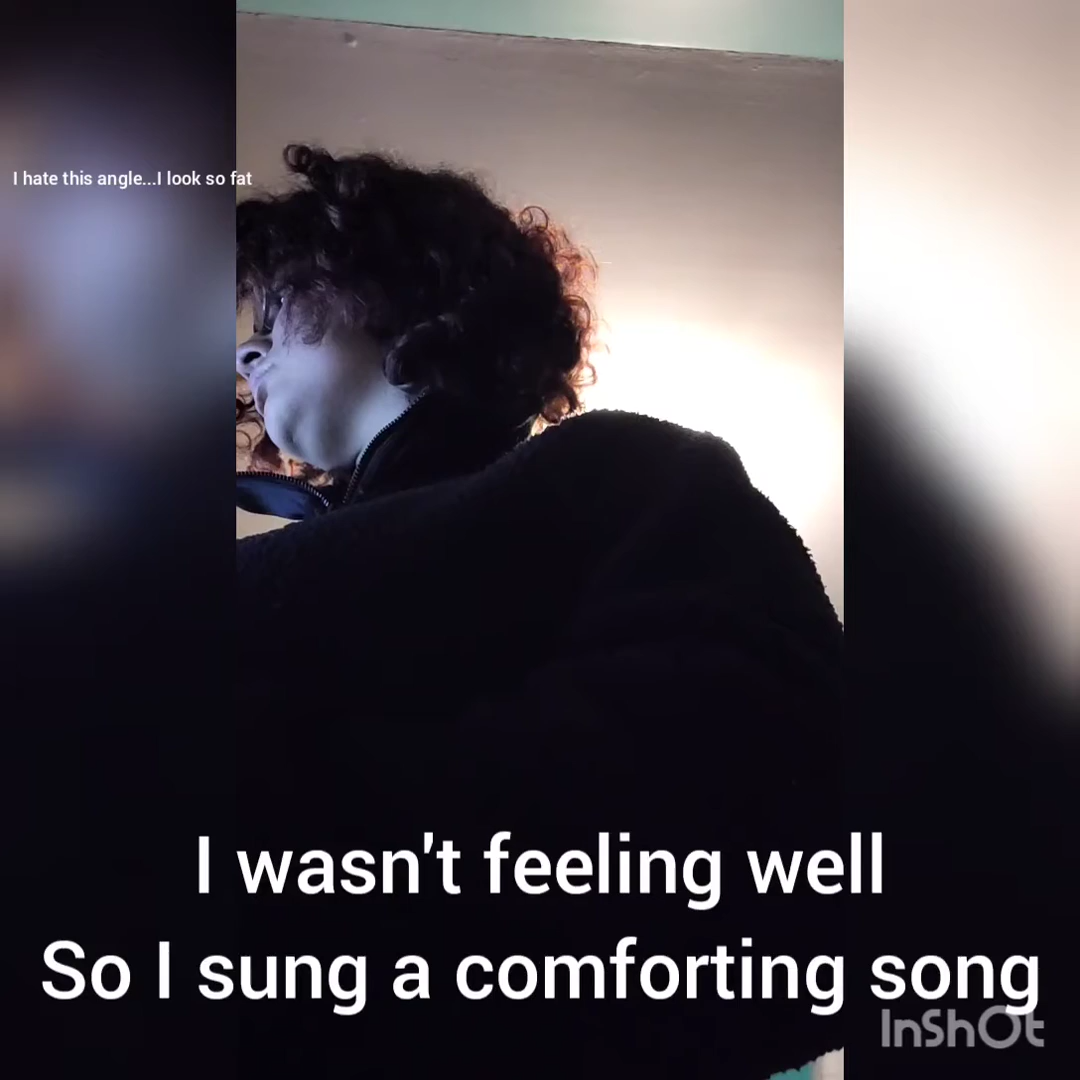 I hate this angle...I look so fat
I wasn't feeling well
So I sung a comforting song
InShOt